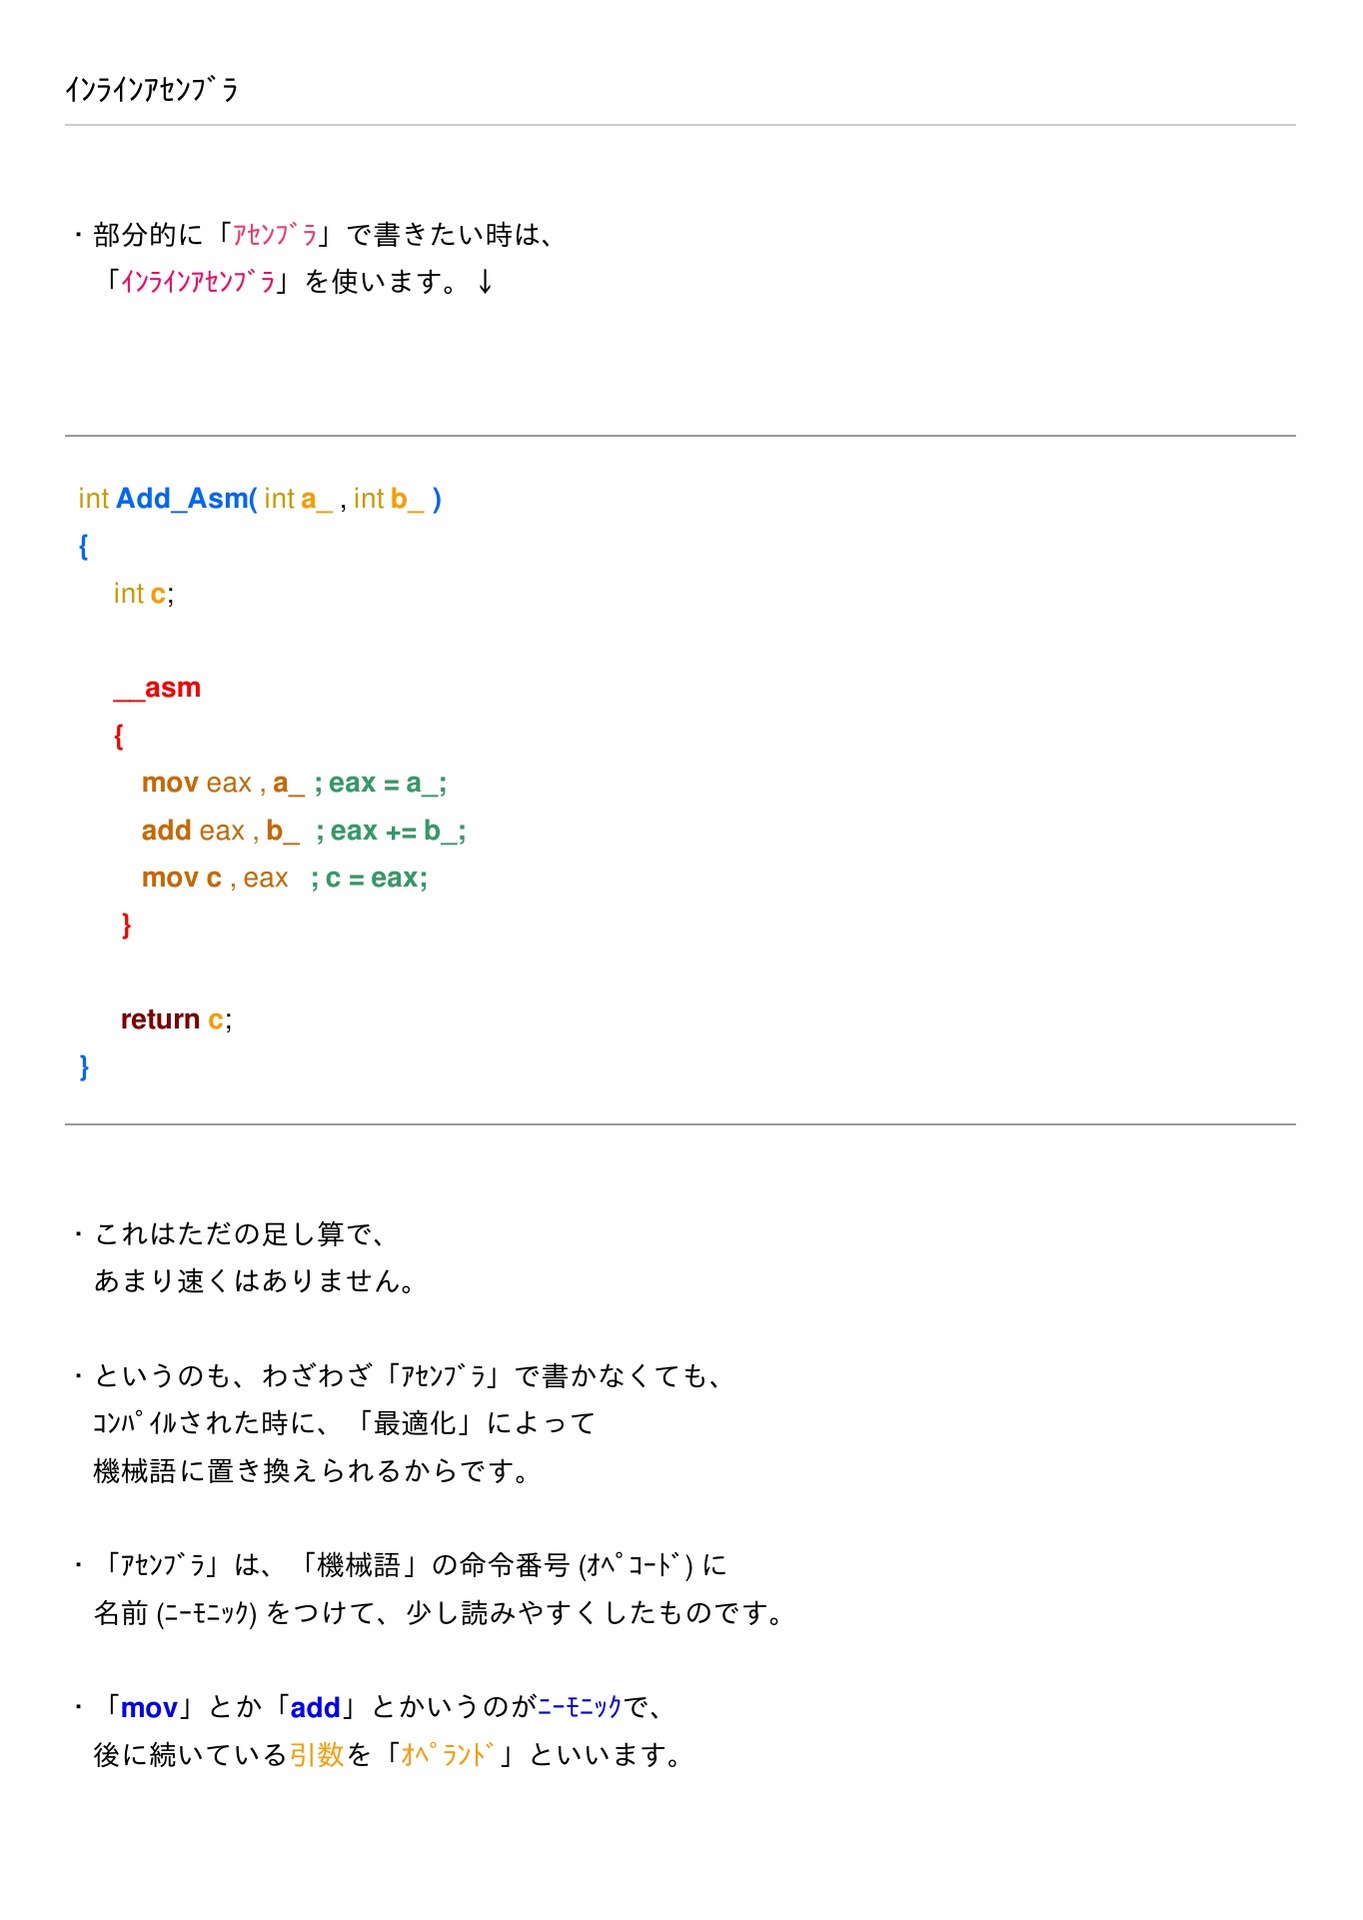 ｲﾝﾗｲﾝｱｾﾝﾌﾞﾗ
・部分的に「ｱｾﾝﾌﾞﾗ」で書きたい時は、
「ｲﾝﾗｲﾝｱｾﾝﾌﾞﾗ」を使います。↓
int Add_Asm( int a_ , int b_ )
{
int c;
__asm
{
mov eax , a_ ; eax = a_;
add eax , b_ ; eax += b_;
mov c , eax ; c = eax;
}
return c;
}
・これはただの足し算で、
あまり速くはありません。
・というのも、わざわざ「ｱｾﾝﾌﾞﾗ」で書かなくても、
ｺﾝﾊﾟｲﾙされた時に、「最適化」によって
機械語に置き換えられるからです。
・「ｱｾﾝﾌﾞﾗ」は、「機械語」の命令番号 (ｵﾍﾟｺｰﾄﾞ) に
名前 (ﾆｰﾓﾆｯｸ) をつけて、少し読みやすくしたものです。
・「mov」とか「add」とかいうのがﾆｰﾓﾆｯｸで、
後に続いている引数を「ｵﾍﾟﾗﾝﾄﾞ」といいます。